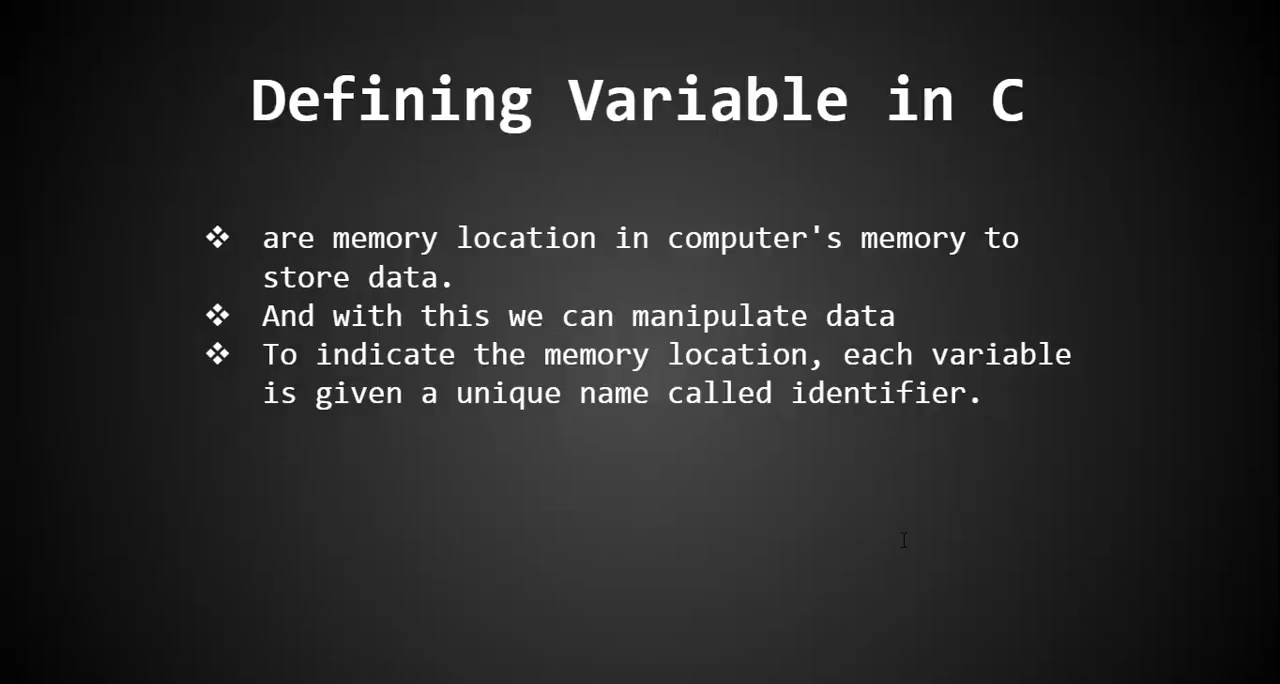 Defining Variable in C
❖ are memory location in computer's memory to
store data.
❖ And with this we can manipulate data
❖ To indicate the memory location, each variable
is given a unique name called identifier.